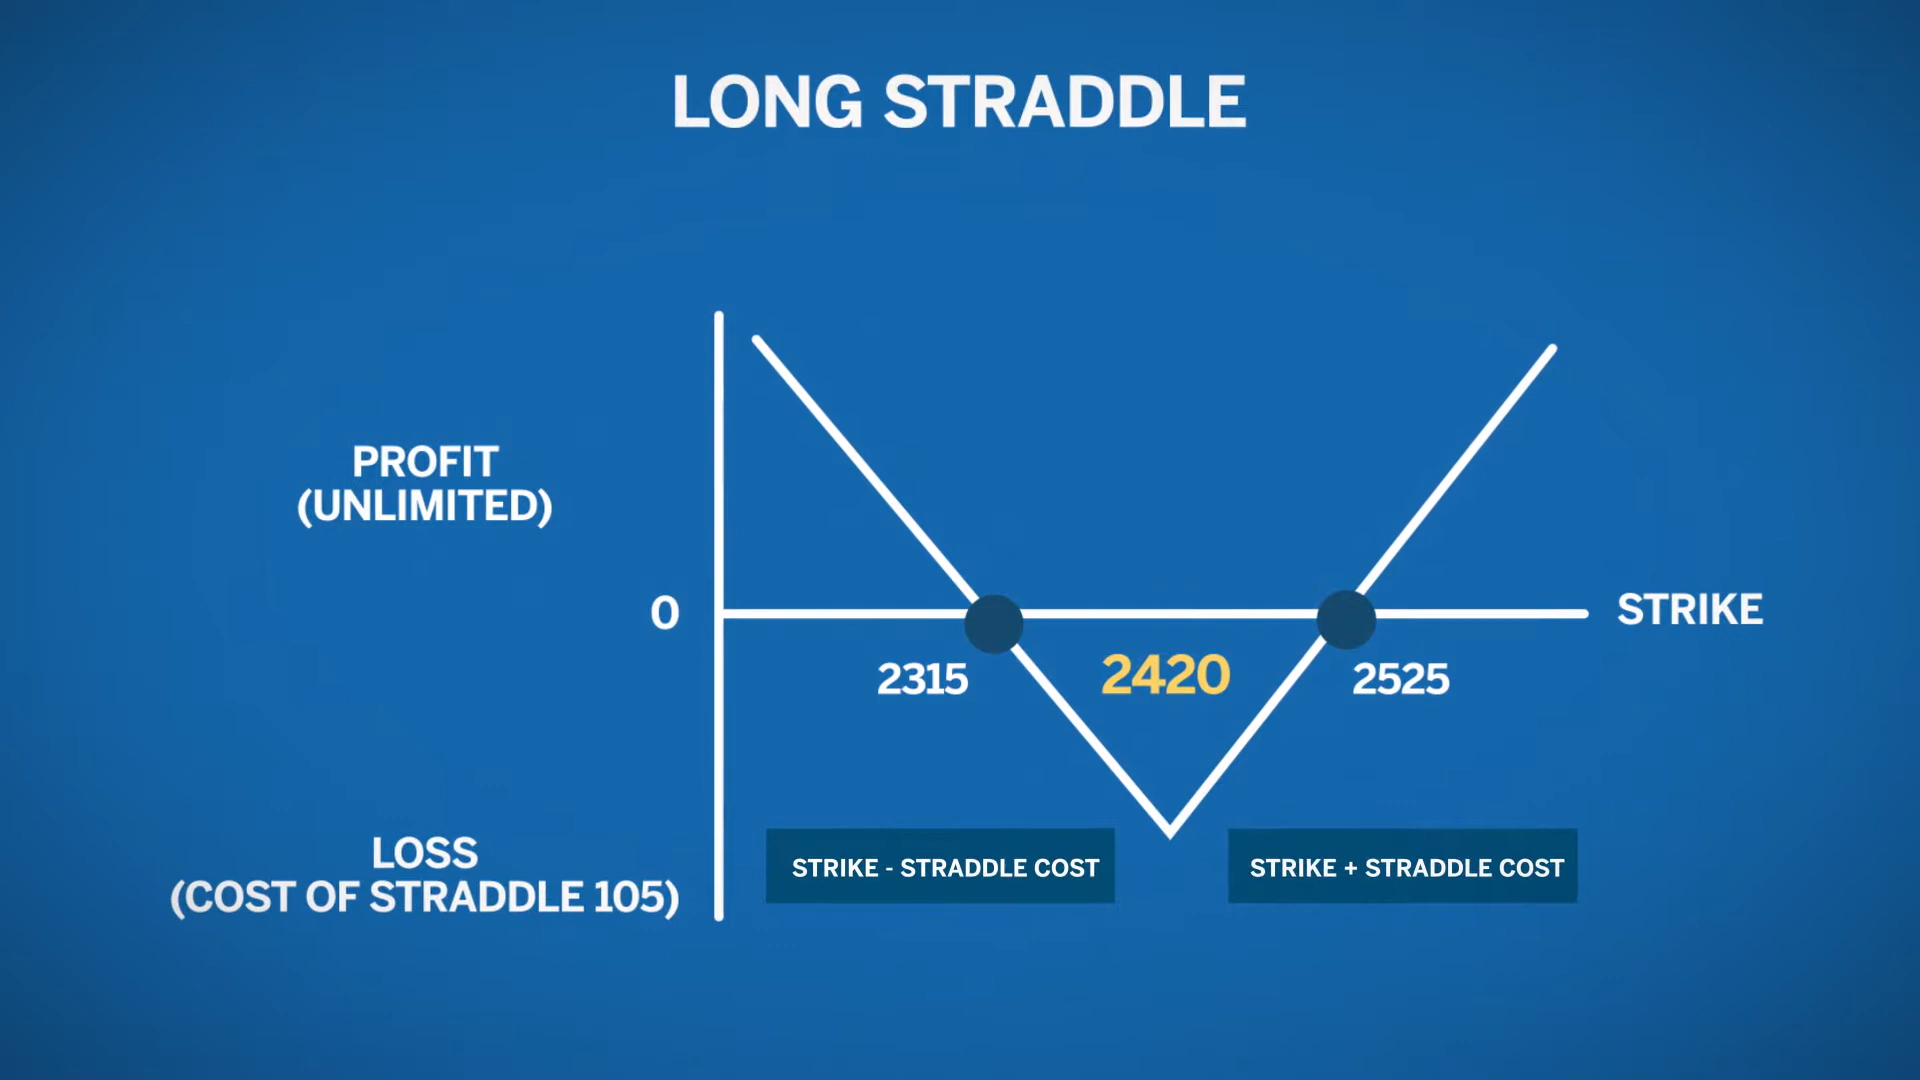 LONG STRADDLE
PROFIT
(UNLIMITED)
0
STRIKE
2315
2420
2525
LOSS
(COST OF STRADDLE 105)
STRIKE - STRADDLE COST
STRIKE + STRADDLE COST